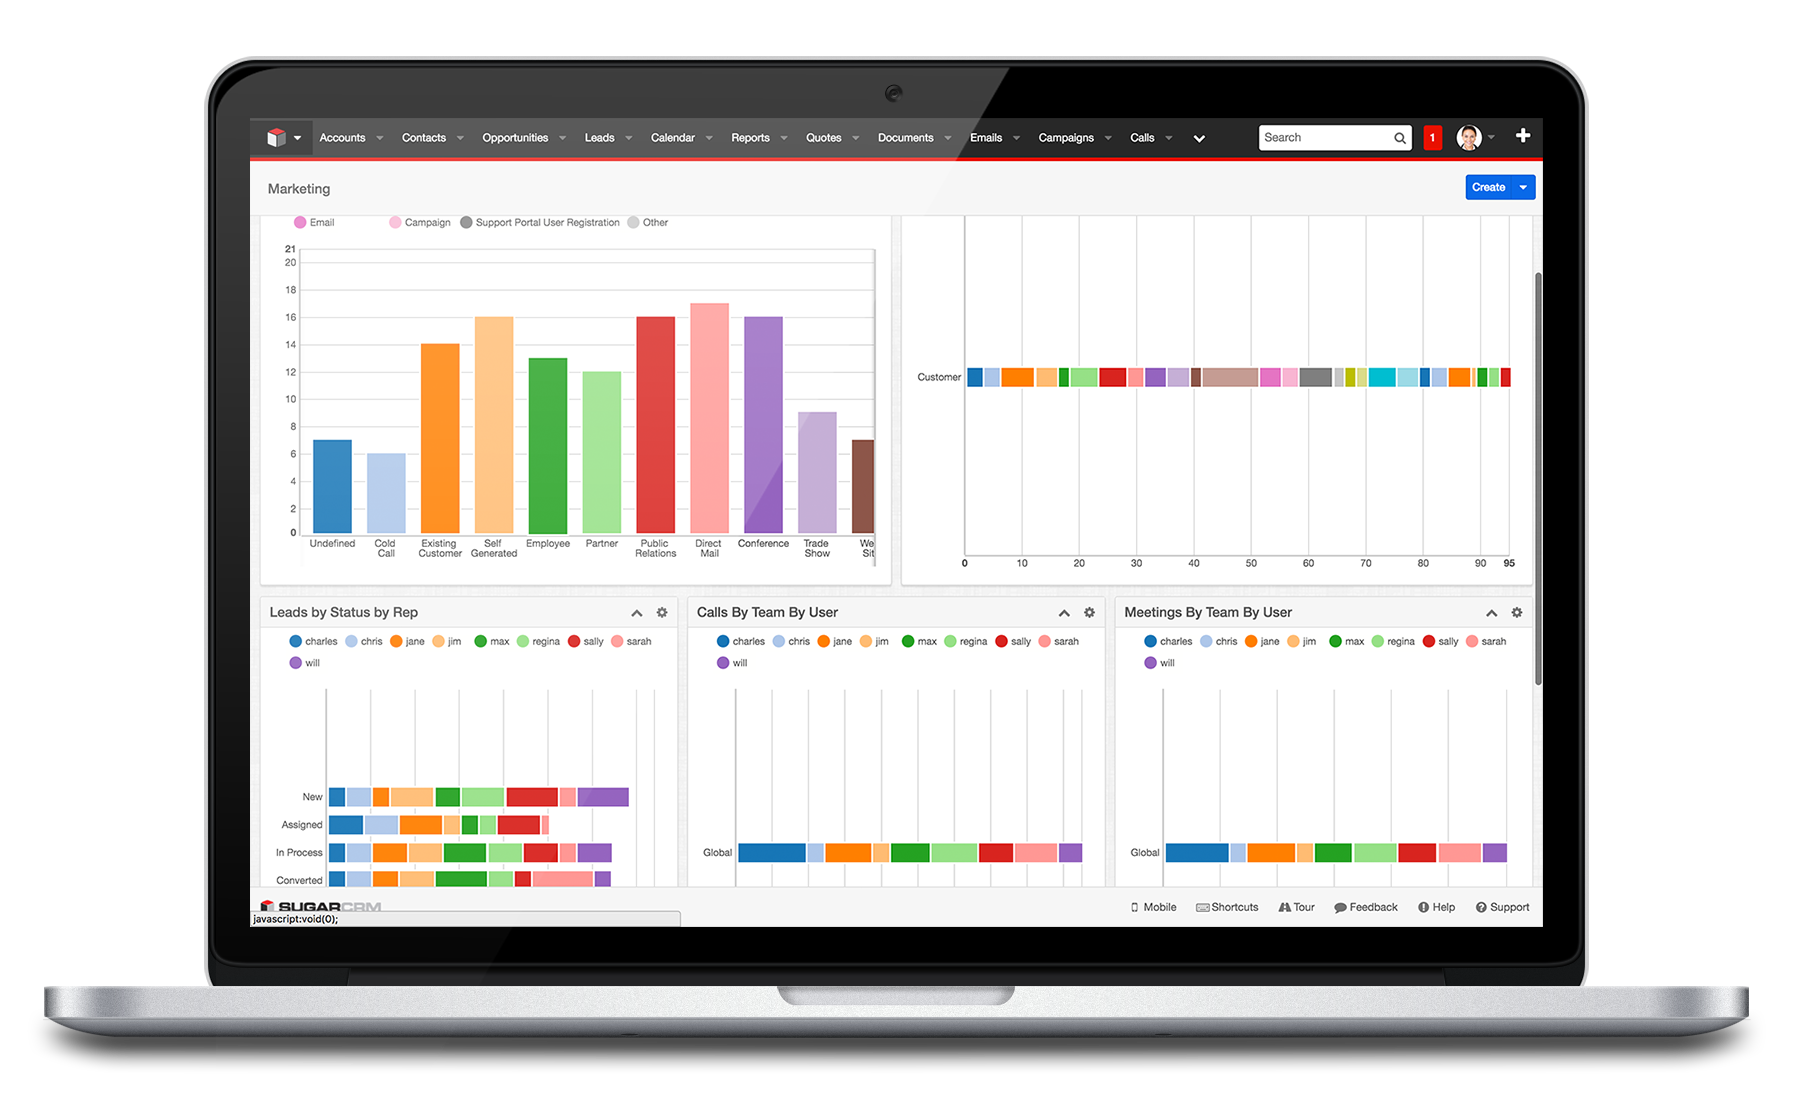 Accounts Contacts Opportunities Leads Calendar Reports Quotes Documents Emails Campaigns Calls Search 1
Marketing Create
Email Campaign Support Portal User Registration Other
21
20
18
16
14
12
10
8
6
4
2
0
Undefined Cold Call Existing Customer Self Generated Employee Partner Public Relations Direct Mail Conference Trade Show We Sit
Customer
0 10 20 30 40 50 60 70 80 90 95
Leads by Status by Rep
charles chris jane jim max regina sally sarah
will
New
Assigned
In Process
Converted
Calls By Team By User
charles chris jane jim max regina sally sarah
will
Global
Meetings By Team By User
charles chris jane jim max regina sally sarah
will
Global
SUGARCRM
javascript:void(0);
Mobile Shortcuts Tour Feedback Help Support